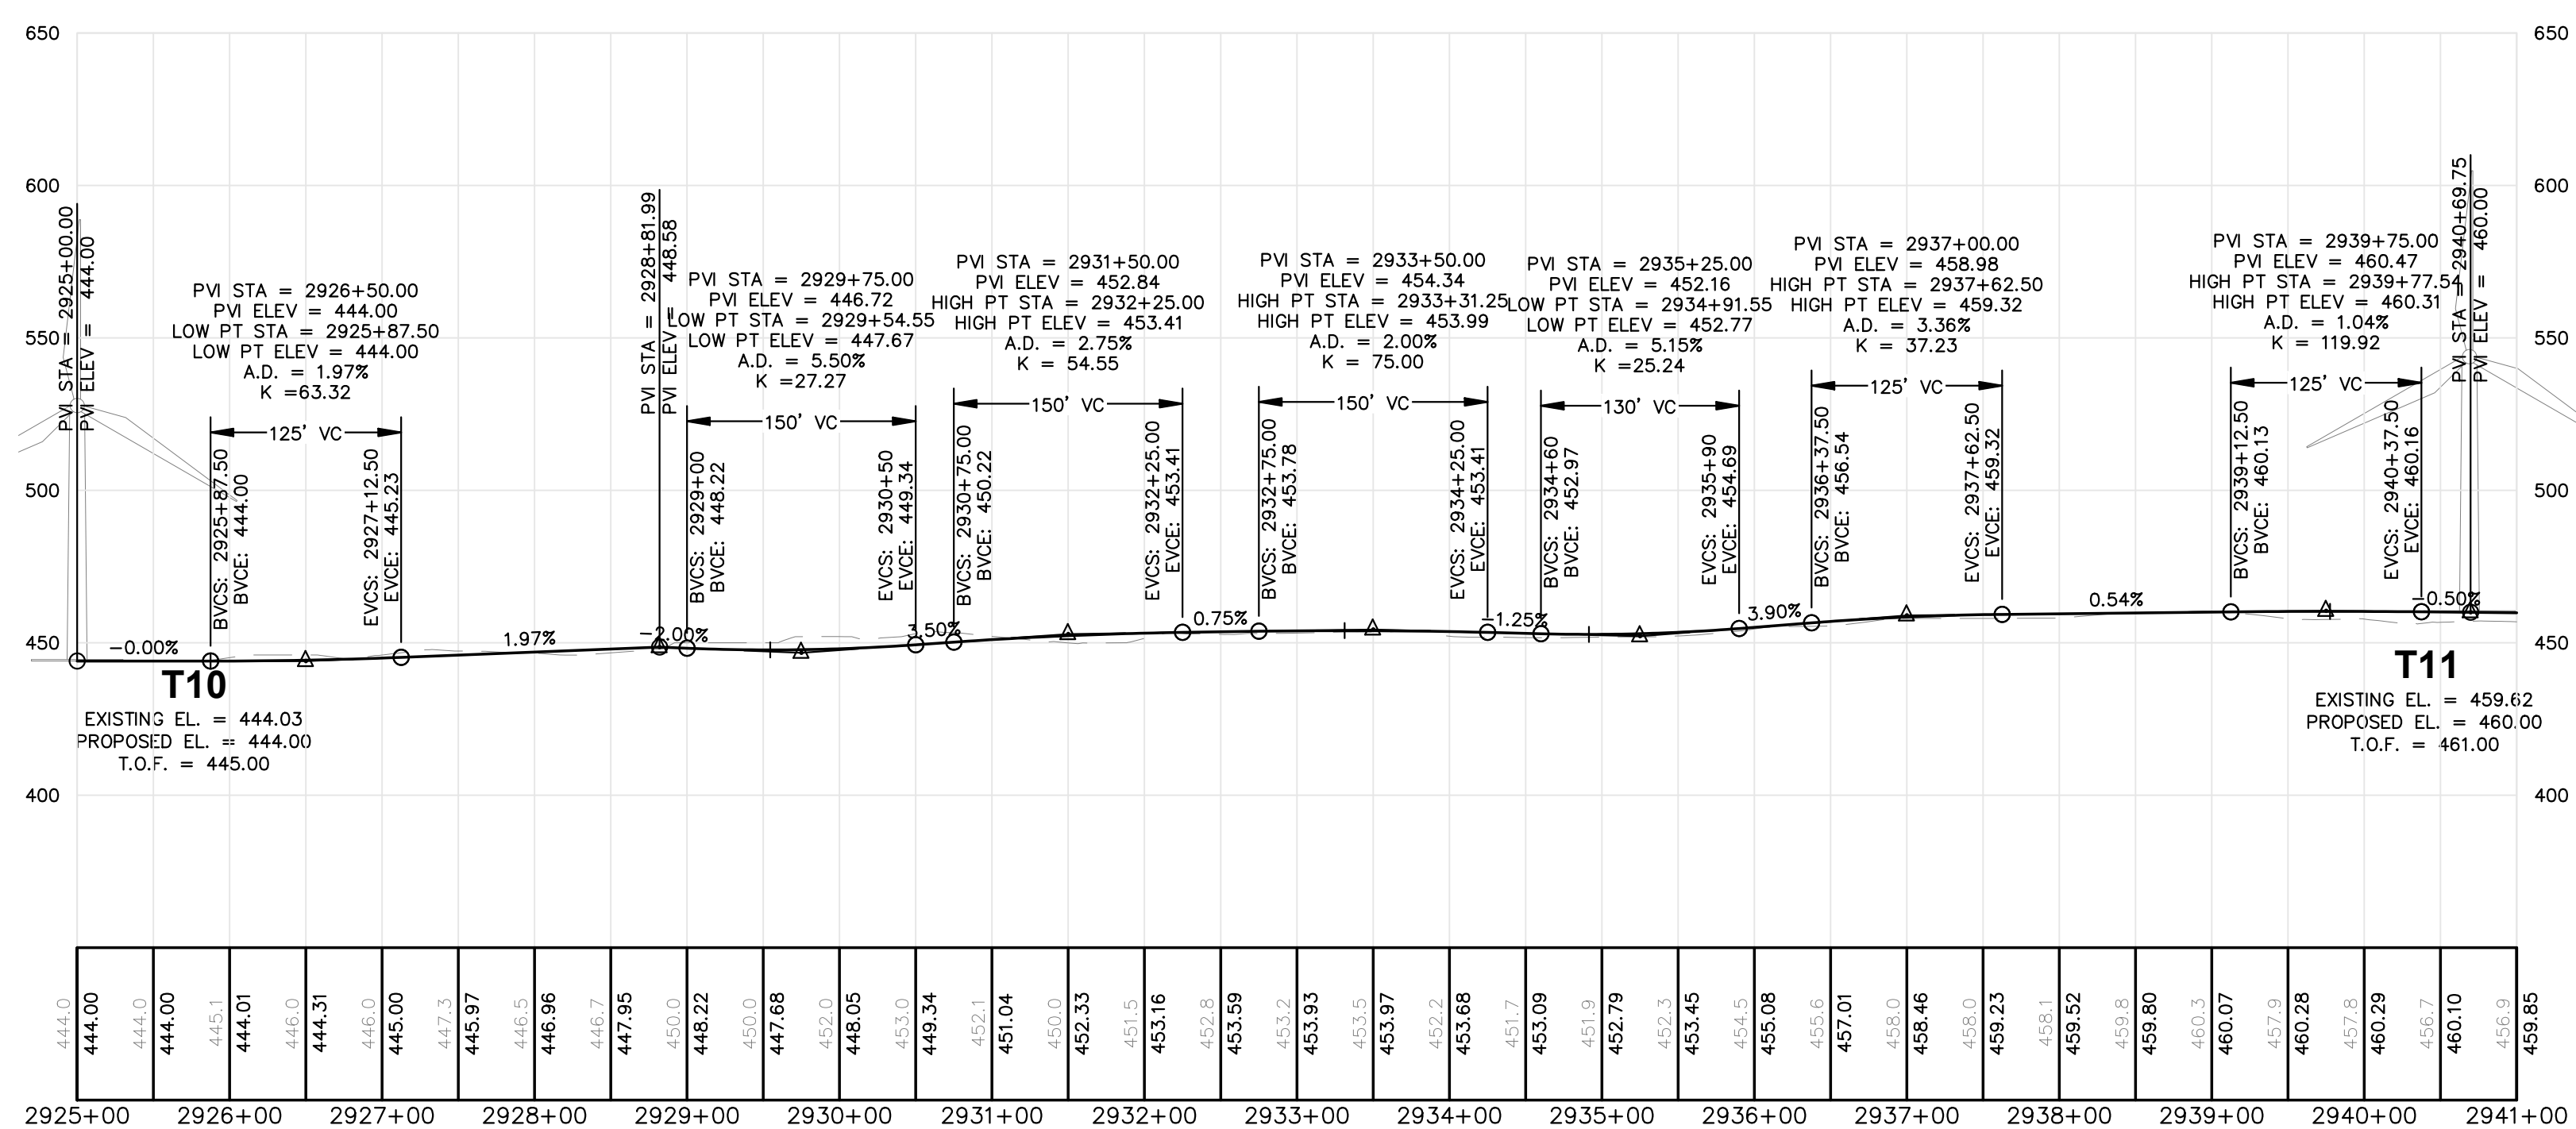 650
600
550
500
450
400
650
600
550
500
450
400
PVI STA = 2925+00.00
PVI ELEV = 444.00
PVI STA = 2926+50.00
PVI ELEV = 444.00
LOW PT STA = 2925+87.50
LOW PT ELEV = 444.00
A.D. = 1.97%
K =63.32
125' VC
BVCS: 2925+87.50
BVCE: 444.00
EVCS: 2927+12.50
EVCE: 445.23
PVI STA = 2928+81.99
PVI ELEV = 448.58
PVI STA = 2929+75.00
PVI ELEV = 446.72
LOW PT STA = 2929+54.55
LOW PT ELEV = 447.67
A.D. = 5.50%
K =27.27
150' VC
BVCS: 2929+00
BVCE: 448.22
EVCS: 2930+50
EVCE: 449.34
PVI STA = 2931+50.00
PVI ELEV = 452.84
HIGH PT STA = 2932+25.00
HIGH PT ELEV = 453.41
A.D. = 2.75%
K = 54.55
150' VC
BVCS: 2930+75.00
BVCE: 450.22
EVCS: 2932+25.00
EVCE: 453.41
PVI STA = 2933+50.00
PVI ELEV = 454.34
HIGH PT STA = 2933+31.25
HIGH PT ELEV = 453.99
A.D. = 2.00%
K = 75.00
150' VC
BVCS: 2932+75.00
BVCE: 453.78
EVCS: 2934+25.00
EVCE: 453.41
PVI STA = 2935+25.00
PVI ELEV = 452.16
LOW PT STA = 2934+91.55
LOW PT ELEV = 452.77
A.D. = 5.15%
K =25.24
130' VC
BVCS: 2934+60
BVCE: 452.97
EVCS: 2935+90
EVCE: 454.69
PVI STA = 2937+00.00
PVI ELEV = 458.98
HIGH PT STA = 2937+62.50
HIGH PT ELEV = 459.32
A.D. = 3.36%
K = 37.23
125' VC
BVCS: 2936+37.50
BVCE: 456.54
EVCS: 2937+62.50
EVCE: 459.32
PVI STA = 2939+75.00
PVI ELEV = 460.47
HIGH PT STA = 2939+77.54
HIGH PT ELEV = 460.31
A.D. = 1.04%
K = 119.92
125' VC
BVCS: 2939+12.50
BVCE: 460.13
EVCS: 2940+37.50
EVCE: 460.16
PVI STA = 2940+69.75
PVI ELEV = 460.00
-0.00%
1.97%
-2.00%
3.50%
0.75%
-1.25%
3.90%
0.54%
-0.50%
T10
EXISTING EL. = 444.03
PROPOSED EL. = 444.00
T.O.F. = 445.00
T11
EXISTING EL. = 459.62
PROPOSED EL. = 460.00
T.O.F. = 461.00
444.0 444.00
444.0 444.00
445.1 444.01
446.0 444.31
446.0 445.00
447.3 445.97
446.5 446.96
446.7 447.95
450.0 448.22
450.0 447.68
452.0 448.05
453.0 449.34
452.1 451.04
450.0 452.33
451.5 453.16
452.8 453.59
453.2 453.93
453.5 453.97
452.2 453.68
451.7 453.09
451.9 452.79
452.3 453.45
454.5 455.08
455.6 457.01
458.0 458.46
458.0 459.23
458.1 459.52
459.8 459.80
460.3 460.07
457.9 460.28
457.8 460.29
456.7 460.10
456.9 459.85
2925+00 2926+00 2927+00 2928+00 2929+00 2930+00 2931+00 2932+00 2933+00 2934+00 2935+00 2936+00 2937+00 2938+00 2939+00 2940+00 2941+00